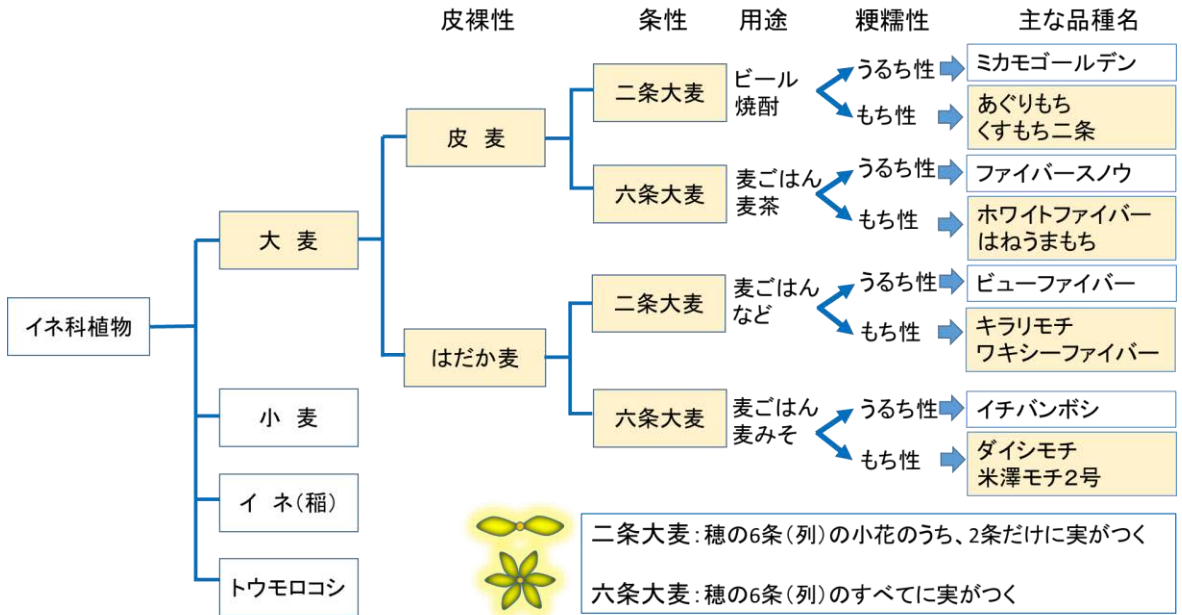 皮裸性 条性 用途 粳糯性 主な品種名
イネ科植物
大 麦
小 麦
イ ネ(稲)
トウモロコシ
皮 麦
はだか麦
二条大麦
ビール
焼酎
うるち性
ミカモゴールデン
もち性
あぐりもち
くすもち二条
六条大麦
麦ごはん
麦茶
うるち性
ファイバースノウ
もち性
ホワイトファイバー
はねうまもち
二条大麦
麦ごはん
など
うるち性
ビューファイバー
もち性
キラリモチ
ワキシーファイバー
六条大麦
麦ごはん
麦みそ
うるち性
イチバンボシ
もち性
ダイシモチ
米澤モチ2号
二条大麦:穂の6条(列)の小花のうち、2条だけに実がつく
六条大麦:穂の6条(列)のすべてに実がつく